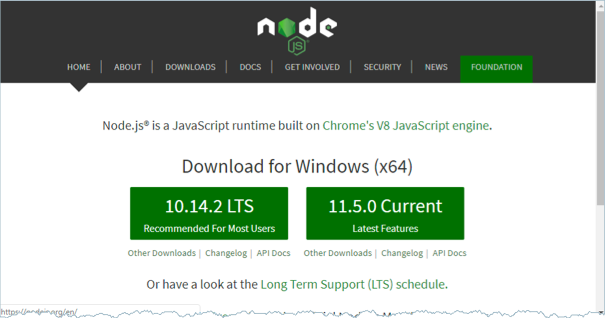 node
JS
HOME ABOUT DOWNLOADS DOCS GET INVOLVED SECURITY NEWS FOUNDATION
Node.js® is a JavaScript runtime built on Chrome's V8 JavaScript engine.
Download for Windows (x64)
10.14.2 LTS 11.5.0 Current
Recommended For Most Users Latest Features
Other Downloads | Changelog | API Docs Other Downloads | Changelog | API Docs
Or have a look at the Long Term Support (LTS) schedule.
https://nodejs.org/en/